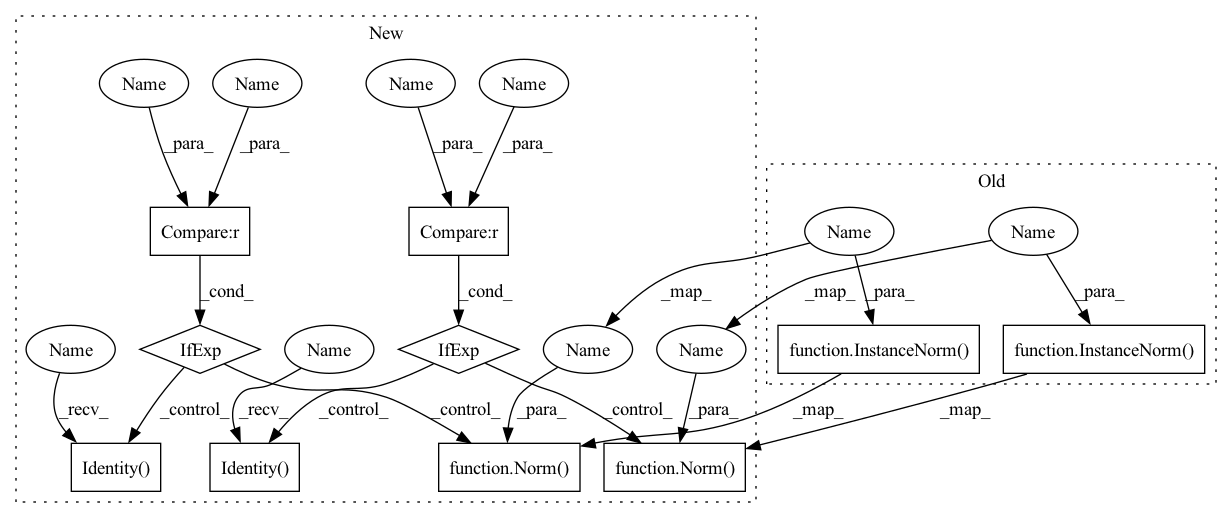 New
Name
Name
Name
Name
_para_
_para_
_para_
_para_
Old
Compare:r
Compare:r
Name
Name
_cond_
_cond_
_map_
_map_
_para_
_para_
Name
IfExp
Name
IfExp
Name
Name
function.InstanceNorm()
function.InstanceNorm()
_recv_
_control_
_recv_
_control_
_control_
_para_
_control_
_para_
_map_
_map_
Identity()
Identity()
function.Norm()
function.Norm()